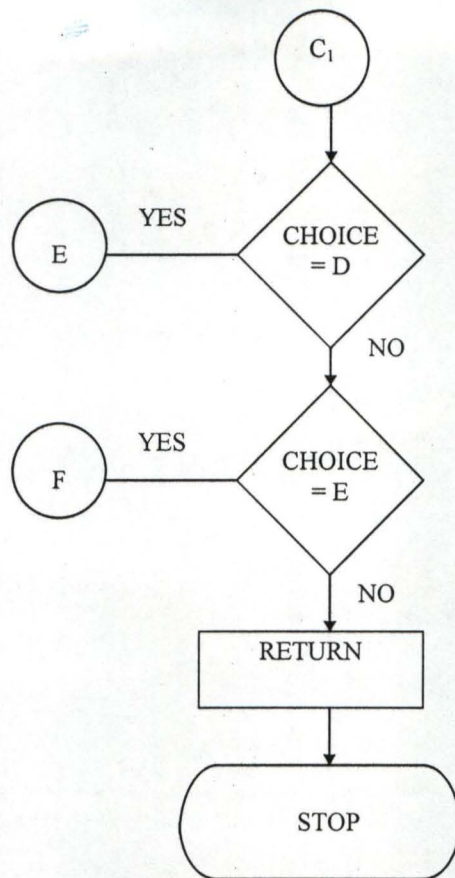 C₁
YES
CHOICE
= D
E
NO
YES
CHOICE
= E
F
NO
RETURN
STOP